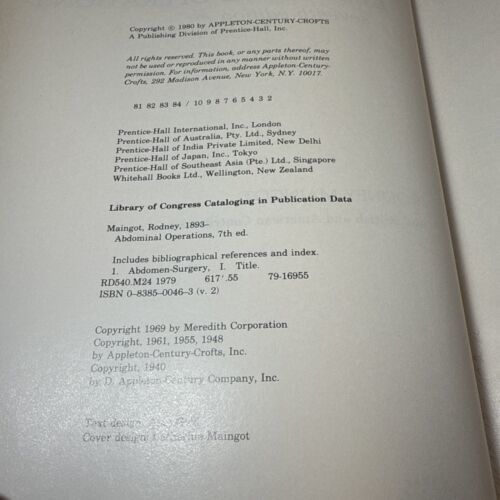 Copyright © 1980 by APPLETON-CENTURY-CROFTS
A Publishing Division of Prentice-Hall, Inc.
All rights reserved. This book, or any parts thereof, may
not be used or reproduced in any manner without written
permission. For information, address Appleton-Century-
Crofts, 292 Madison Avenue, New York, N.Y. 10017.
81 82 83 84 / 10 9 8 7 6 5 4 3 2
Prentice-Hall International, Inc., London
Prentice-Hall of Australia, Pty. Ltd., Sydney
Prentice-Hall of India Private Limited, New Delhi
Prentice-Hall of Japan, Inc., Tokyo
Prentice-Hall of Southeast Asia (Pte.) Ltd., Singapore
Whitehall Books Ltd., Wellington, New Zealand
Library of Congress Cataloging in Publication Data
Maingot, Rodney, 1893–
Abdominal Operations, 7th ed.
Includes bibliographical references and index.
1. Abdomen-Surgery, I. Title.
RD540.M24 1979 617′.55 79-16955
ISBN 0-8385-0046-3 (v. 2)
Copyright 1969 by Meredith Corporation
Copyright, 1961, 1955, 1948
by Appleton-Century-Crofts, Inc.
Copyright, 1940
by D. Appleton-Century Company, Inc.
Text design:
Cover design: Maingot